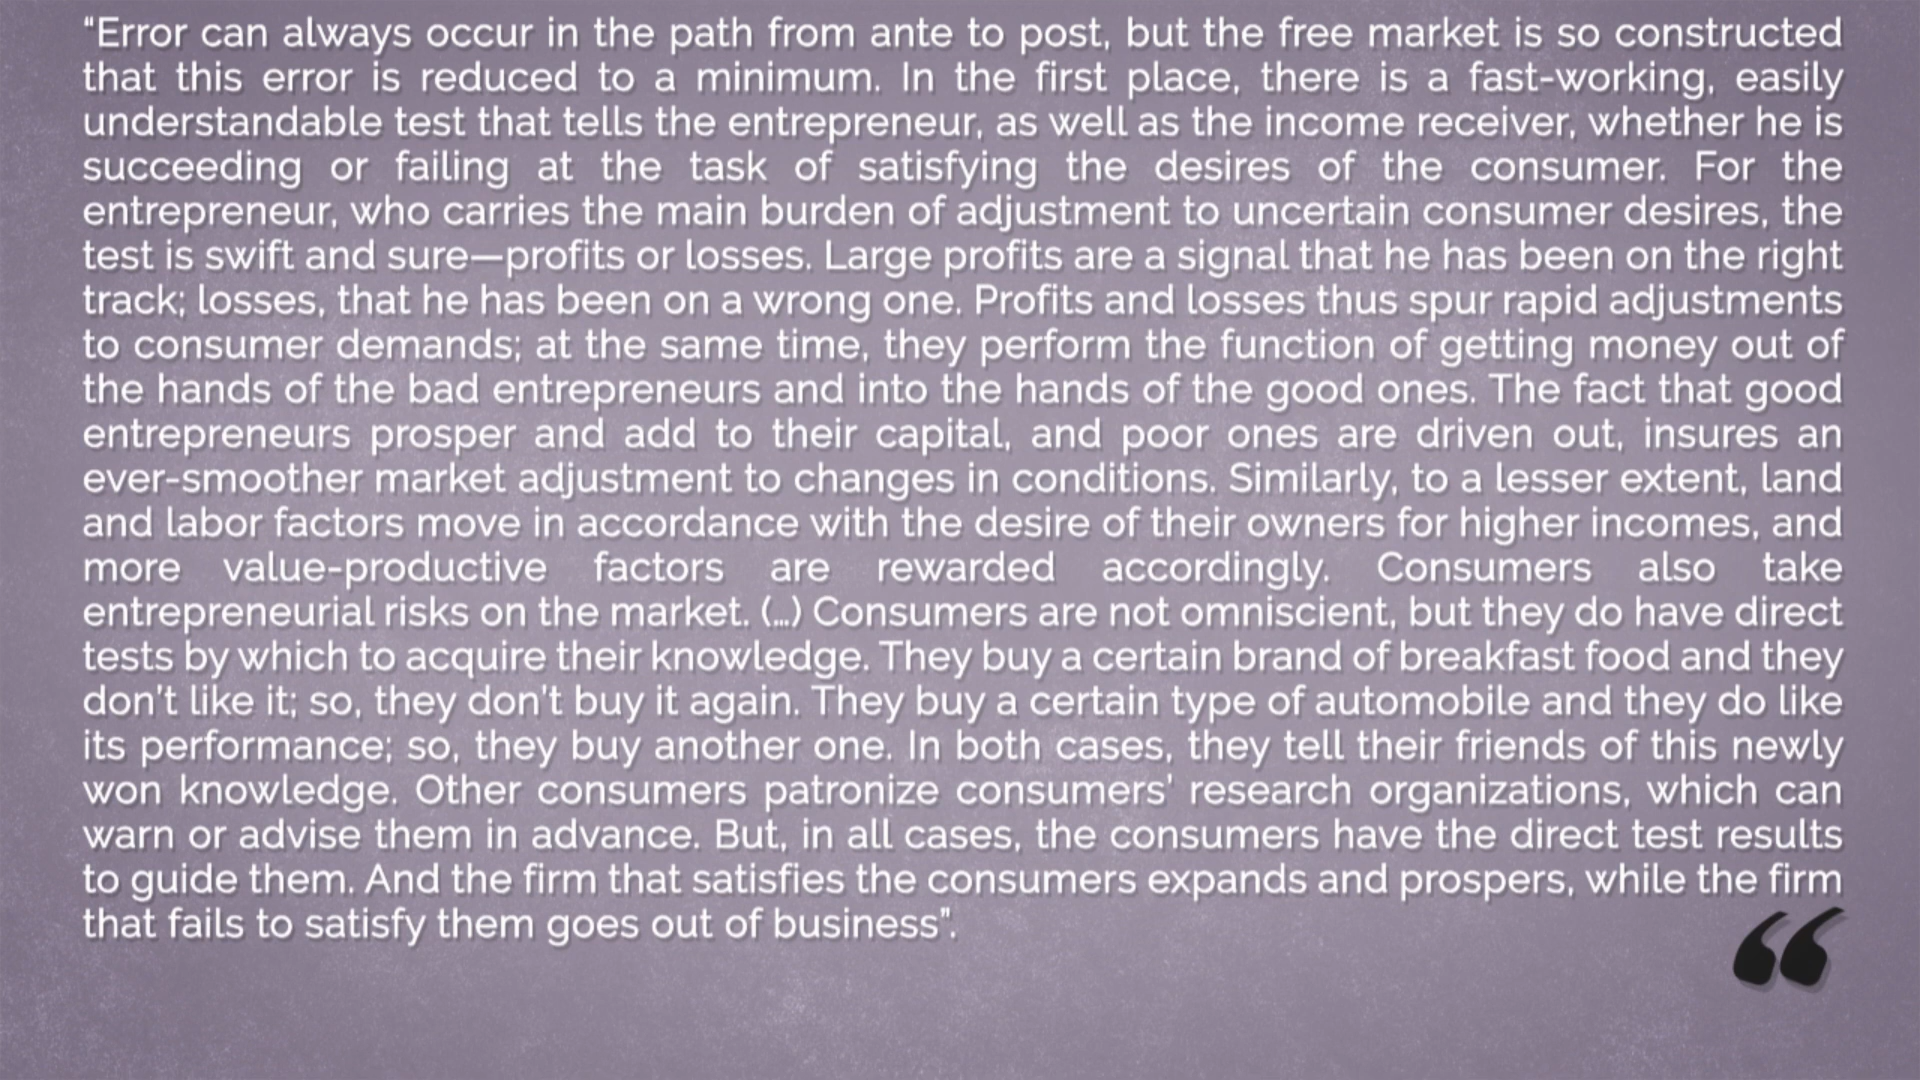 “Error can always occur in the path from ante to post, but the free market is so constructed
that this error is reduced to a minimum. In the first place, there is a fast-working, easily
understandable test that tells the entrepreneur, as well as the income receiver, whether he is
succeeding or failing at the task of satisfying the desires of the consumer. For the
entrepreneur, who carries the main burden of adjustment to uncertain consumer desires, the
test is swift and sure—profits or losses. Large profits are a signal that he has been on the right
track; losses, that he has been on a wrong one. Profits and losses thus spur rapid adjustments
to consumer demands; at the same time, they perform the function of getting money out of
the hands of the bad entrepreneurs and into the hands of the good ones. The fact that good
entrepreneurs prosper and add to their capital, and poor ones are driven out, insures an
ever-smoother market adjustment to changes in conditions. Similarly, to a lesser extent, land
and labor factors move in accordance with the desire of their owners for higher incomes, and
more value-productive factors are rewarded accordingly. Consumers also take
entrepreneurial risks on the market. (…) Consumers are not omniscient, but they do have direct
tests by which to acquire their knowledge. They buy a certain brand of breakfast food and they
don’t like it; so, they don’t buy it again. They buy a certain type of automobile and they do like
its performance; so, they buy another one. In both cases, they tell their friends of this newly
won knowledge. Other consumers patronize consumers’ research organizations, which can
warn or advise them in advance. But, in all cases, the consumers have the direct test results
to guide them. And the firm that satisfies the consumers expands and prospers, while the firm
that fails to satisfy them goes out of business”.
“